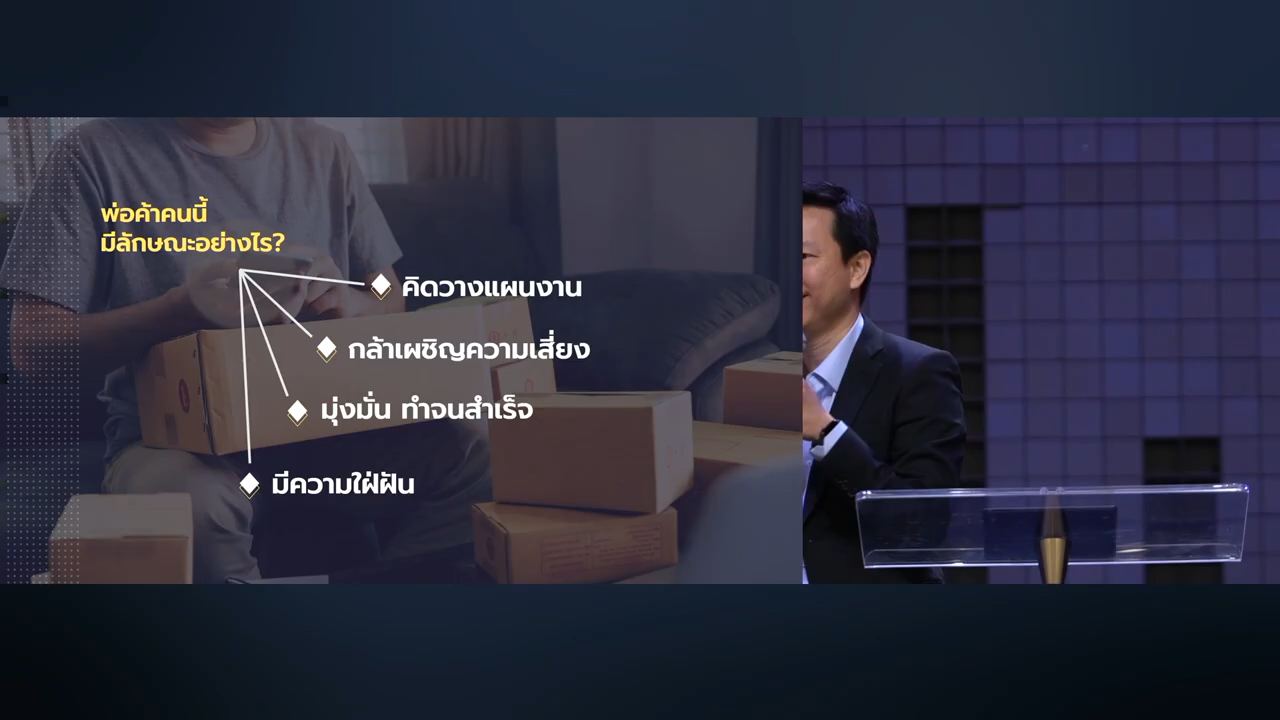 พ่อค้าคนนี้
มีลักษณะอย่างไร?
คิดวางแผนงาน
กล้าเผชิญความเสี่ยง
มุ่งมั่น ทำจนสำเร็จ
มีความใฝ่ฝัน